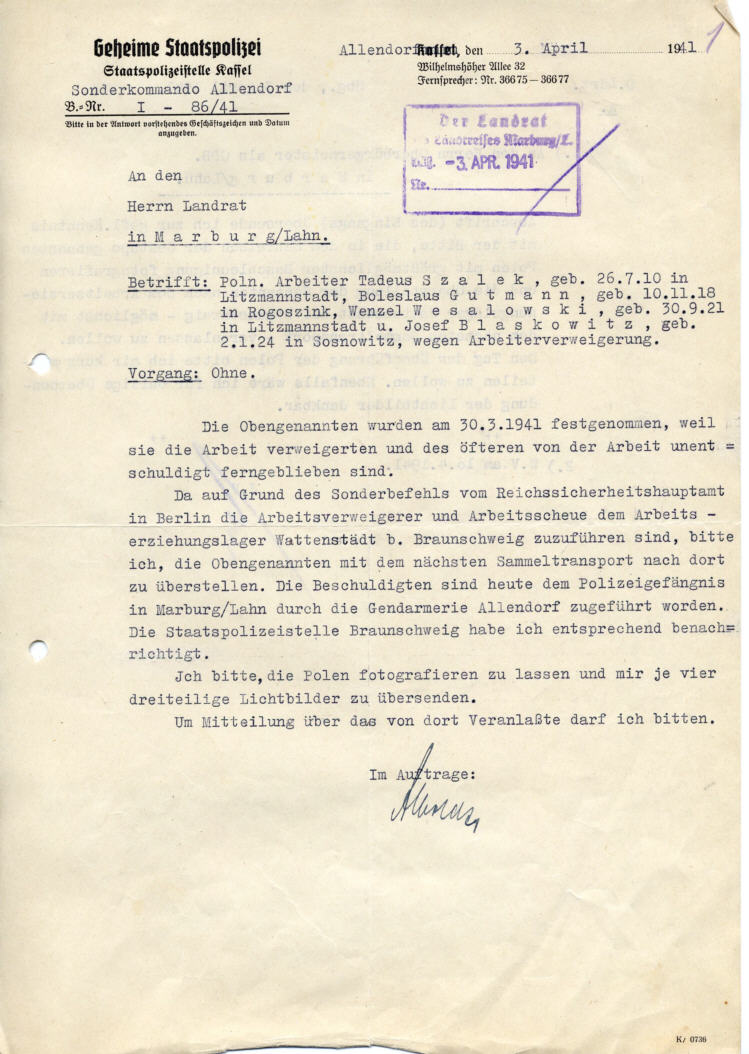 1
Geheime Staatspolizei
Staatspolizeistelle Kassel
Sonderkommando Allendorf
B.-Nr. I - 86/41
Bitte in der Antwort vorstehendes Geschäftszeichen und Datum
angegeben.
Allendorf Kassel, den 3. April 1941
Wilhelmshöher Allee 32
Fernsprecher: Nr. 36675 – 36677
Der Landrat
Landkreises Marburg/L.
-3. APR. 1941
Nr.
An den
Herrn Landrat
in M a r b u r g/Lahn.
Betrifft: Poln. Arbeiter Tadeus S z a l e k , geb. 26.7.10 in
Litzmannstadt, Boleslaus G u t m a n n , geb. 10.11.18
in Rogoszink, Wenzel W e s a l o w s k i , geb. 30.9.21
in Litzmannstadt u. Josef B l a s k o w i t z , geb.
2.1.24 in Sosnowitz, wegen Arbeiterverweigerung.
Vorgang: Ohne.
Die Obengenannten wurden am 30.3.1941 festgenommen, weil
sie die Arbeit verweigerten und des öfteren von der Arbeit unent =
schuldigt ferngeblieben sind.
Da auf Grund des Sonderbefehls vom Reichssicherheitshauptamt
in Berlin die Arbeitsverweigerer und Arbeitsscheue dem Arbeits -
erziehungslager Wattenstädt b. Braunschweig zuzuführen sind, bitte
ich, die Obengenannten mit dem nächsten Sammeltransport nach dort
zu überstellen. Die Beschuldigten sind heute dem Polizeigefängnis
in Marburg/Lahn durch die Gendarmerie Allendorf zugeführt worden.
Die Staatspolizeistelle Braunschweig habe ich entsprechend benach=
richtigt.
Ich bitte, die Polen fotografieren zu lassen und mir je vier
dreiteilige Lichtbilder zu übersenden.
Um Mitteilung über das von dort Veranlaßte darf ich bitten.
Im Auftrage:
K/ 0736